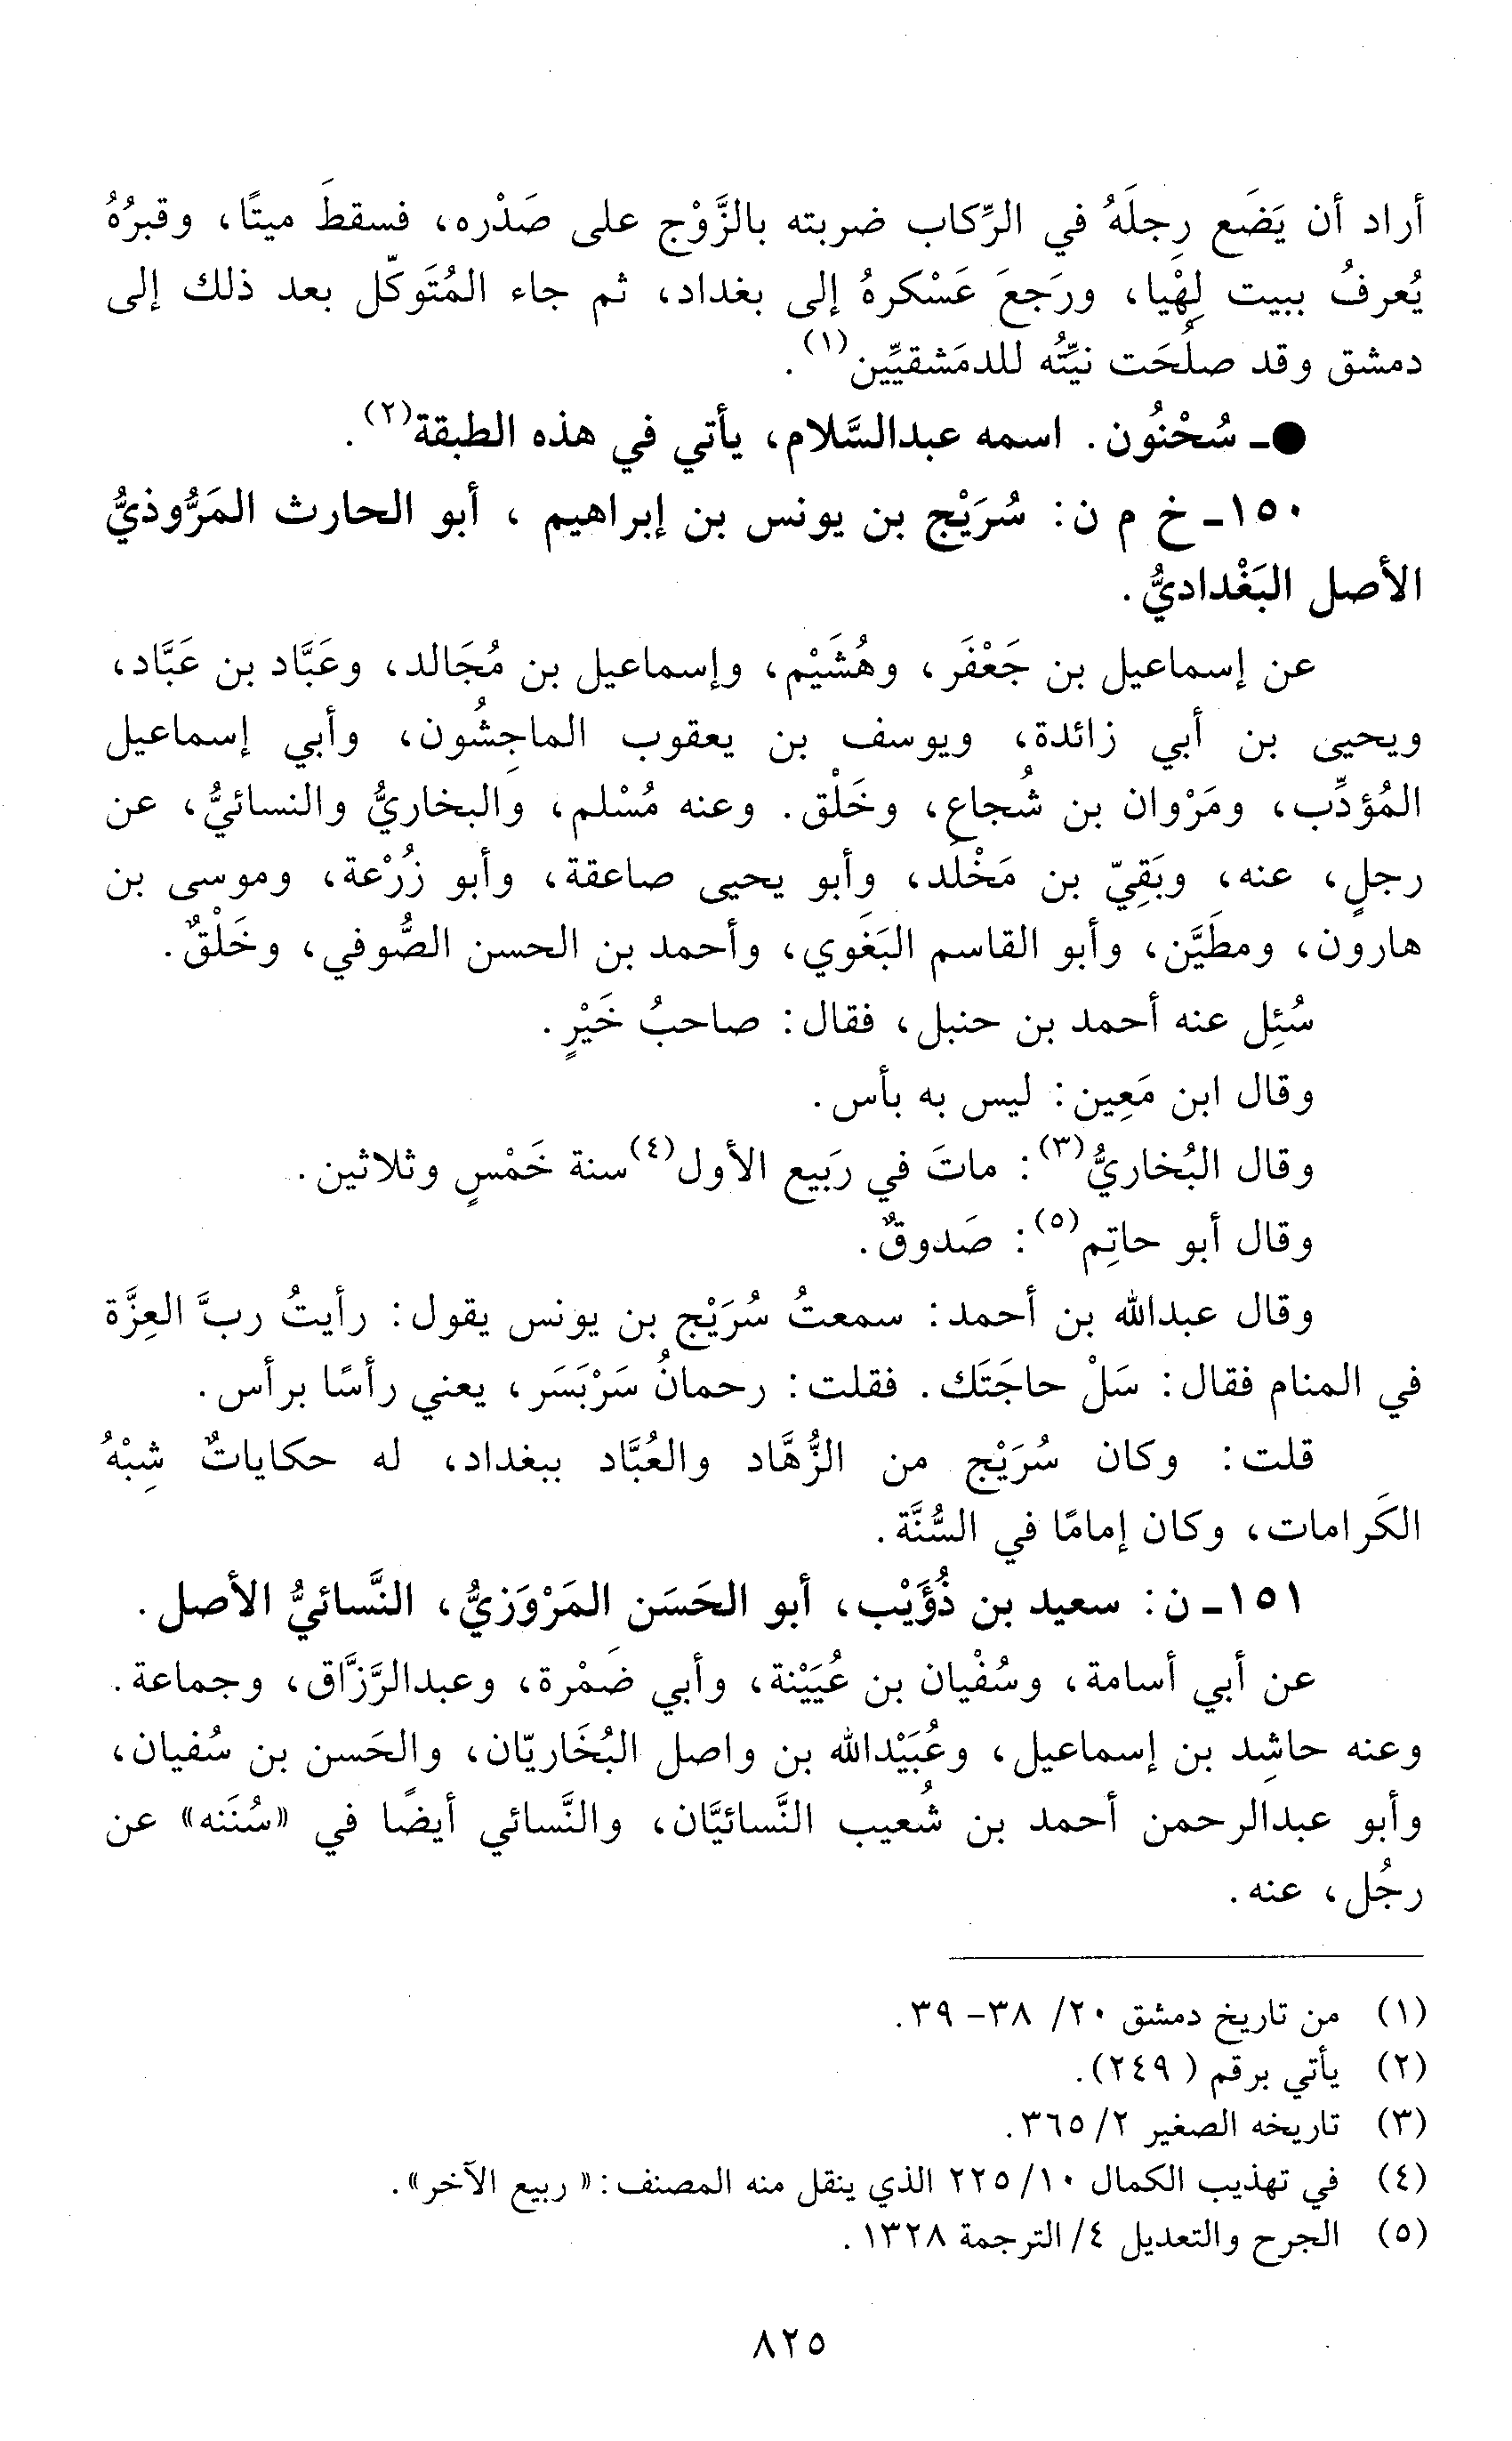 أراد أن يَضَع رِجلَهُ في الرِّكاب ضربته بالزَّوْج على صَدْره، فسقطَ ميتًا، وقبرُهُ
يُعرفُ ببيت لِهْيا، ورَجعَ عَسْكرهُ إلى بغداد، ثم جاء المُتَوكّل بعد ذلك إلى
دمشق وقد صلُحَت نيَّتُه للدمَشقيِّين(١).
●ـ سُحْنُون. اسمه عبدالسَّلام، يأتي في هذه الطبقة(٢).
١٥٠ـ خ م ن: سُرَيْج بن يونس بن إبراهيم، أبو الحارث المَرُّوذيُّ
الأصل البَغْداديُّ.
عن إسماعيل بن جَعْفَر، وهُشَيْم، وإسماعيل بن مُجَالد، وعَبَّاد بن عَبَّاد،
ويحيى بن أبي زائدة، ويوسف بن يعقوب الماجِشُون، وأبي إسماعيل
المُؤدِّب، ومَرْوان بن شُجاعٍ، وخَلْق. وعنه مُسْلم، والبخاريُّ والنسائيُّ، عن
رجلٍ، عنه، وبَقِيّ بن مَخْلَد، وأبو يحيى صاعقة، وأبو زُرْعة، وموسى بن
هارون، ومطَيَّن، وأبو القاسم البَغَوي، وأحمد بن الحسن الصُّوفي، وخَلْقٌ.
سُئِل عنه أحمد بن حنبل، فقال: صاحبُ خَيْرٍ.
وقال ابن مَعِين: ليس به بأس.
وقال البُخاريُّ(٣): ماتَ في رَبيع الأول(٤) سنة خَمْسٍ وثلاثين.
وقال أبو حاتِم(٥): صَدوقٌ.
وقال عبدالله بن أحمد: سمعتُ سُرَيْج بن يونس يقول: رأيتُ ربَّ العِزَّة
في المنام فقال: سَلْ حاجَتَك. فقلت: رحمانُ سَرْبَسَر، يعني رأسًا برأس.
قلت: وكان سُرَيْج من الزُّهَّاد والعُبَّاد ببغداد، له حكاياتٌ شِبْهُ
الكَرامات، وكان إمامًا في السُّنَّة.
١٥١ـ ن: سعيد بن ذُؤَيْب، أبو الحَسَن المَرْوَزيُّ، النَّسائيُّ الأصل.
عن أبي أسامة، وسُفْيان بن عُيَيْنة، وأبي ضَمْرة، وعبدالرَّزَّاق، وجماعة.
وعنه حاشِد بن إسماعيل، وعُبَيْدالله بن واصل البُخَاريّان، والحَسن بن سُفيان،
وأبو عبدالرحمن أحمد بن شُعيب النَّسائيَّان، والنَّسائي أيضًا في «سُنَنه» عن
رجُل، عنه.
(١) من تاريخ دمشق ٢٠/ ٣٨- ٣٩.
(٢) يأتي برقم ( ٢٤٩).
(٣) تاريخه الصغير ٢/ ٣٦٥.
(٤) في تهذيب الكمال ١٠/ ٢٢٥ الذي ينقل منه المصنف: « ربيع الآخر».
(٥) الجرح والتعديل ٤/ الترجمة ١٣٢٨.
٨٢٥